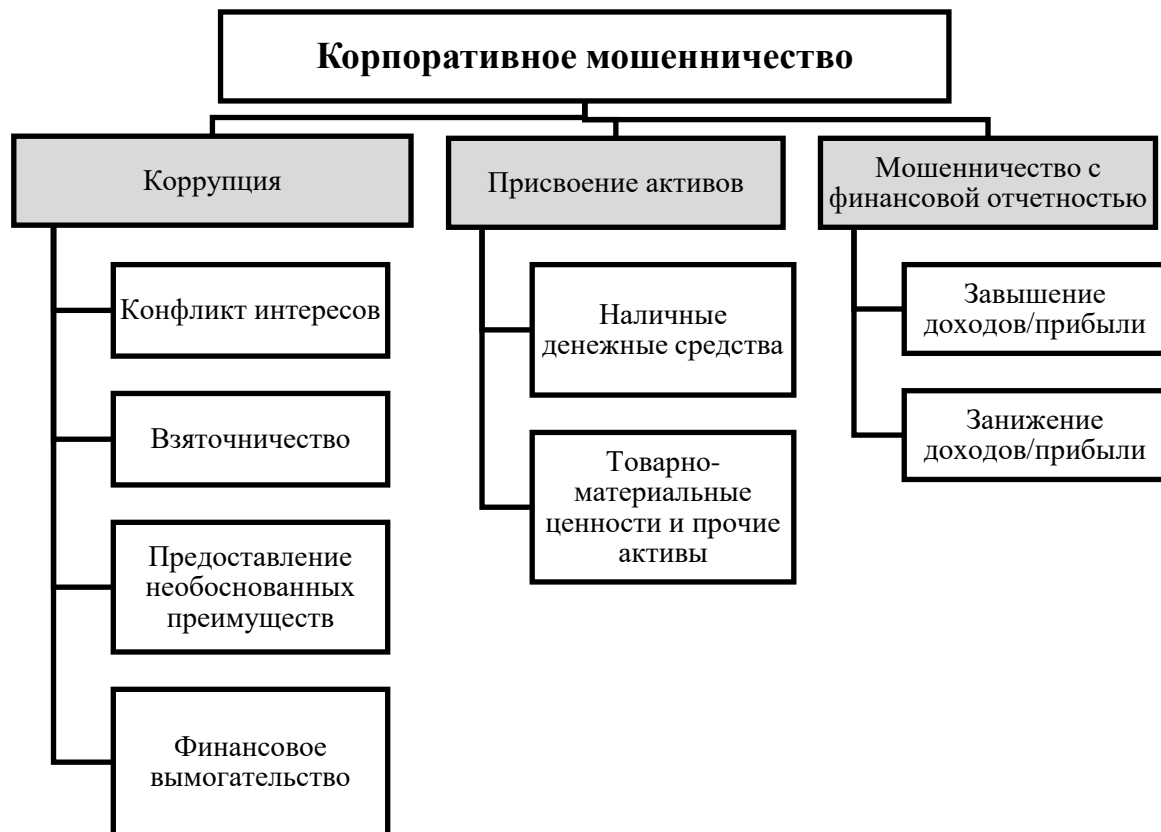 Корпоративное мошенничество
Коррупция
Конфликт интересов
Взяточничество
Предоставление
необоснованных
преимуществ
Финансовое
вымогательство
Присвоение активов
Наличные
денежные средства
Товарно-
материальные
ценности и прочие
активы
Мошенничество с
финансовой отчетностью
Завышение
доходов/прибыли
Занижение
доходов/прибыли